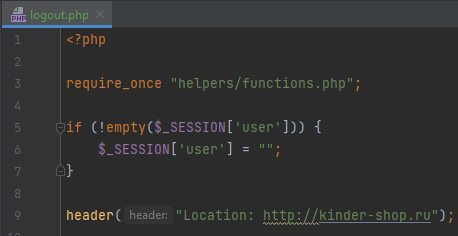 logout.php
PHP
1 <?php
2
3 require_once "helpers/functions.php";
4
5 if (!empty($_SESSION['user'])) {
6 $_SESSION['user'] = "";
7 }
8
9 header( header: "Location: http://kinder-shop.ru");